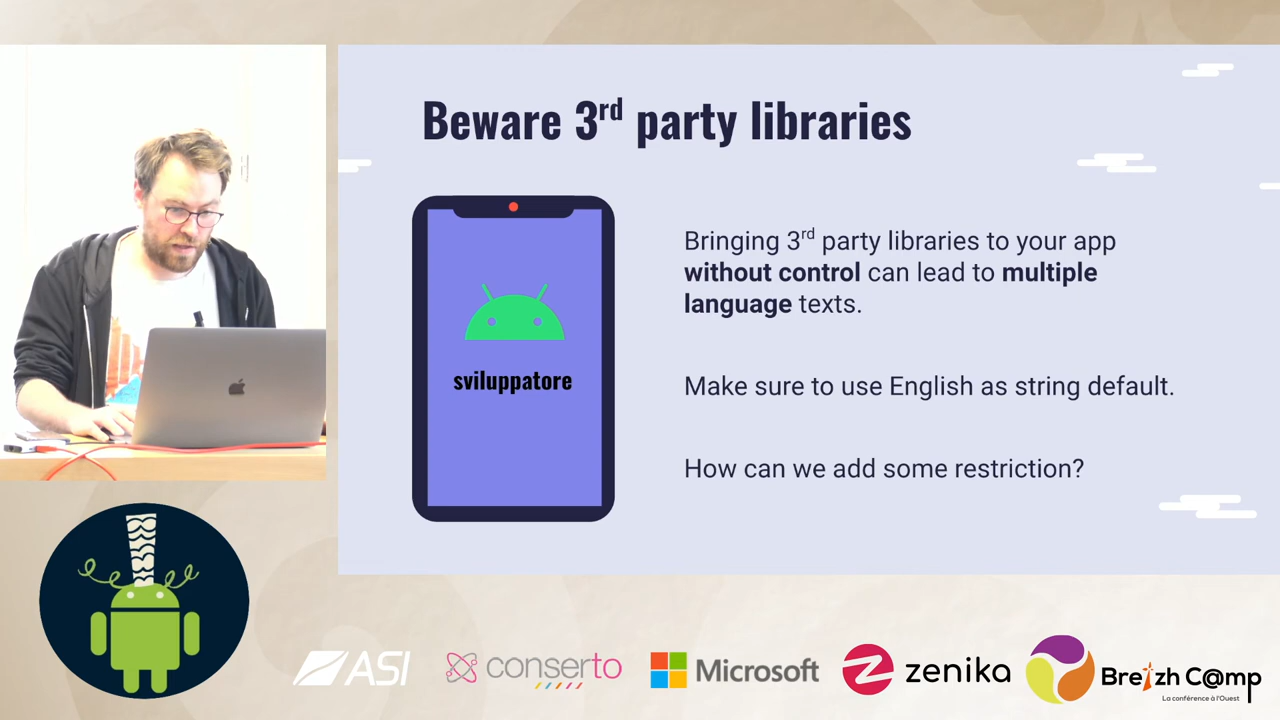 Beware 3rd party libraries
sviluppatore
Bringing 3rd party libraries to your app
without control can lead to multiple
language texts.
Make sure to use English as string default.
How can we add some restriction?
ASI
conserto
Microsoft
zenika
Breizh C@mp
La conférence à l'Ouest